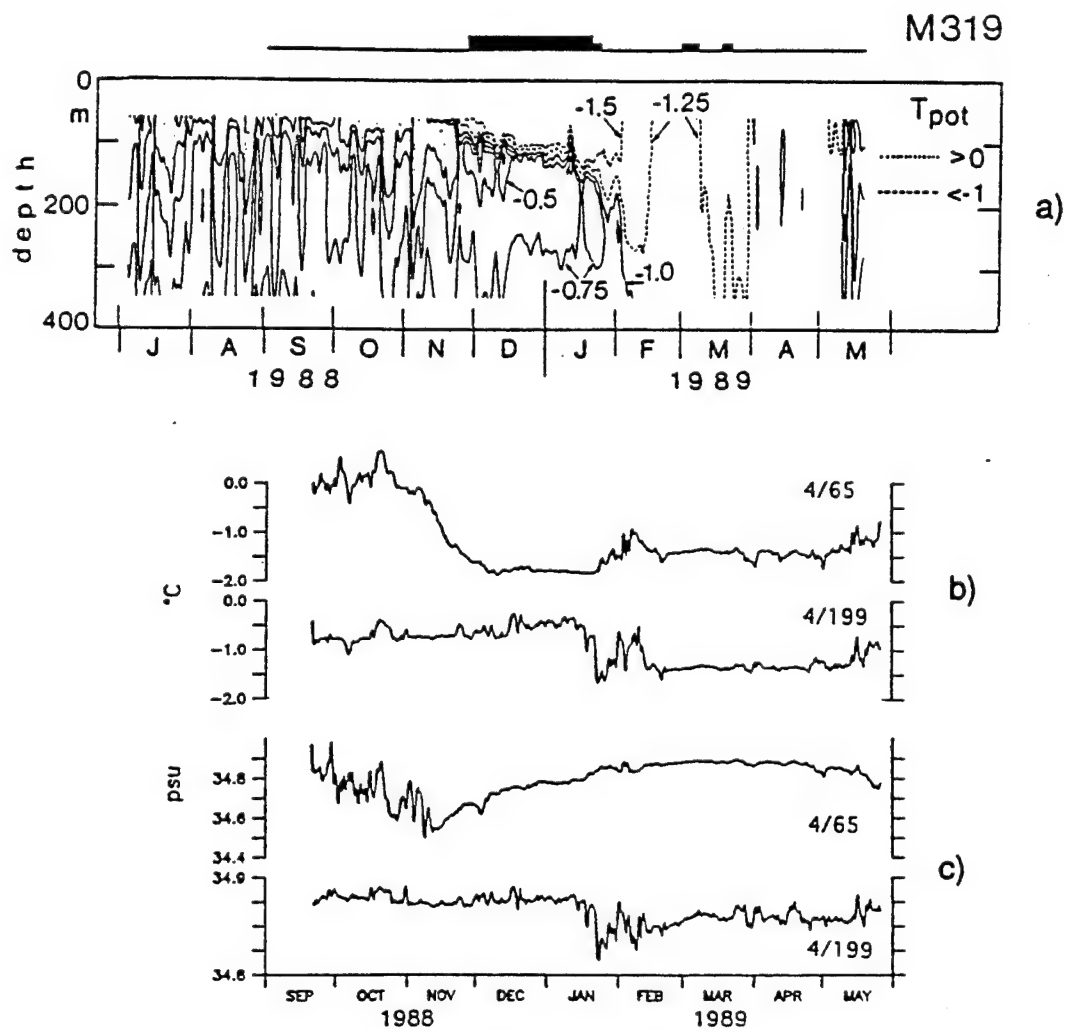 M319
0
m
200
400
depth
-1.5
-1.25
-0.5
-0.75
-1.0
T pot
>0
<-1
a)
J A S O N D J F M A M
1988 1989
0.0
-1.0
-2.0
4/65
°C
b)
0.0
-1.0
-2.0
4/199
psu
34.8
34.6
34.4
4/65
c)
34.9
34.6
4/199
SEP OCT NOV DEC JAN FEB MAR APR MAY
1988 1989